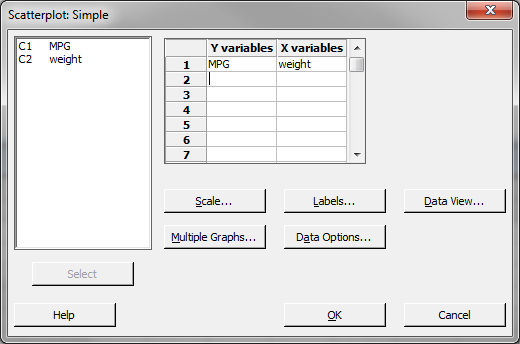 Scatterplot: Simple
C1 MPG
C2 weight
Y variables X variables
1 MPG weight
2
3
4
5
6
7
Scale... Labels... Data View...
Multiple Graphs... Data Options...
Select
Help OK Cancel